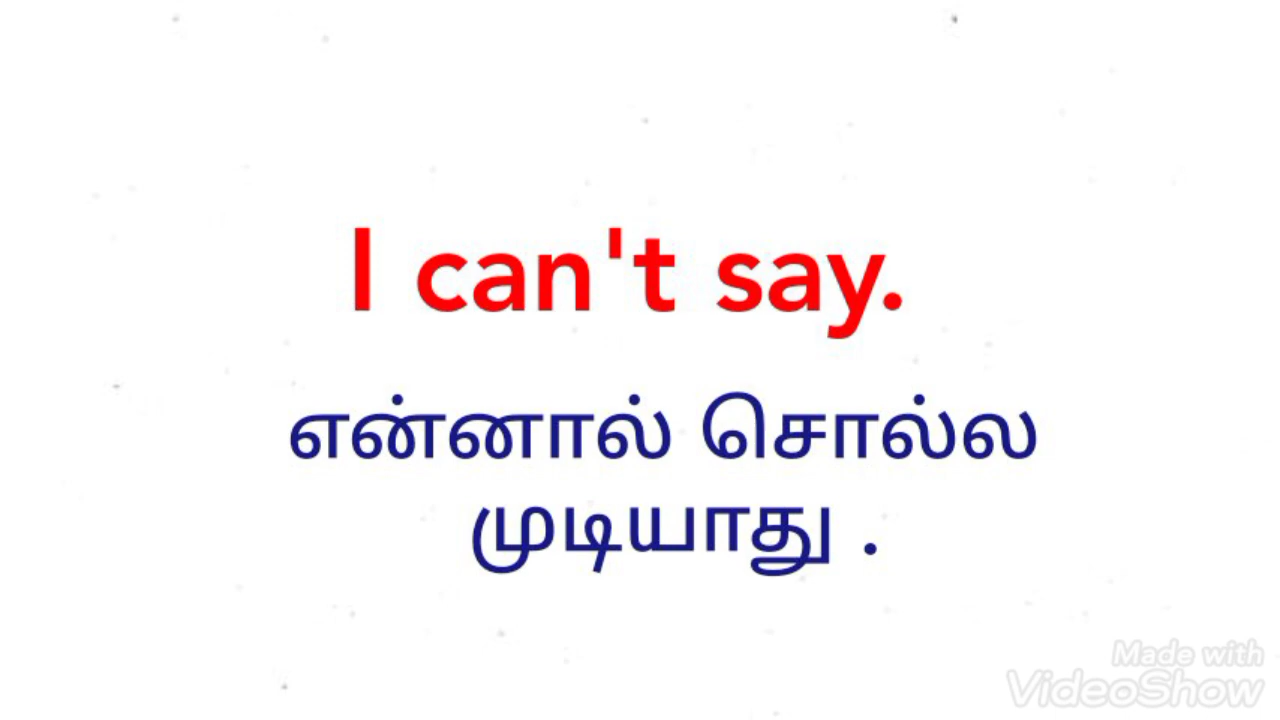 I can't say.
என்னால் சொல்ல
முடியாது .
Made with
VideoShow